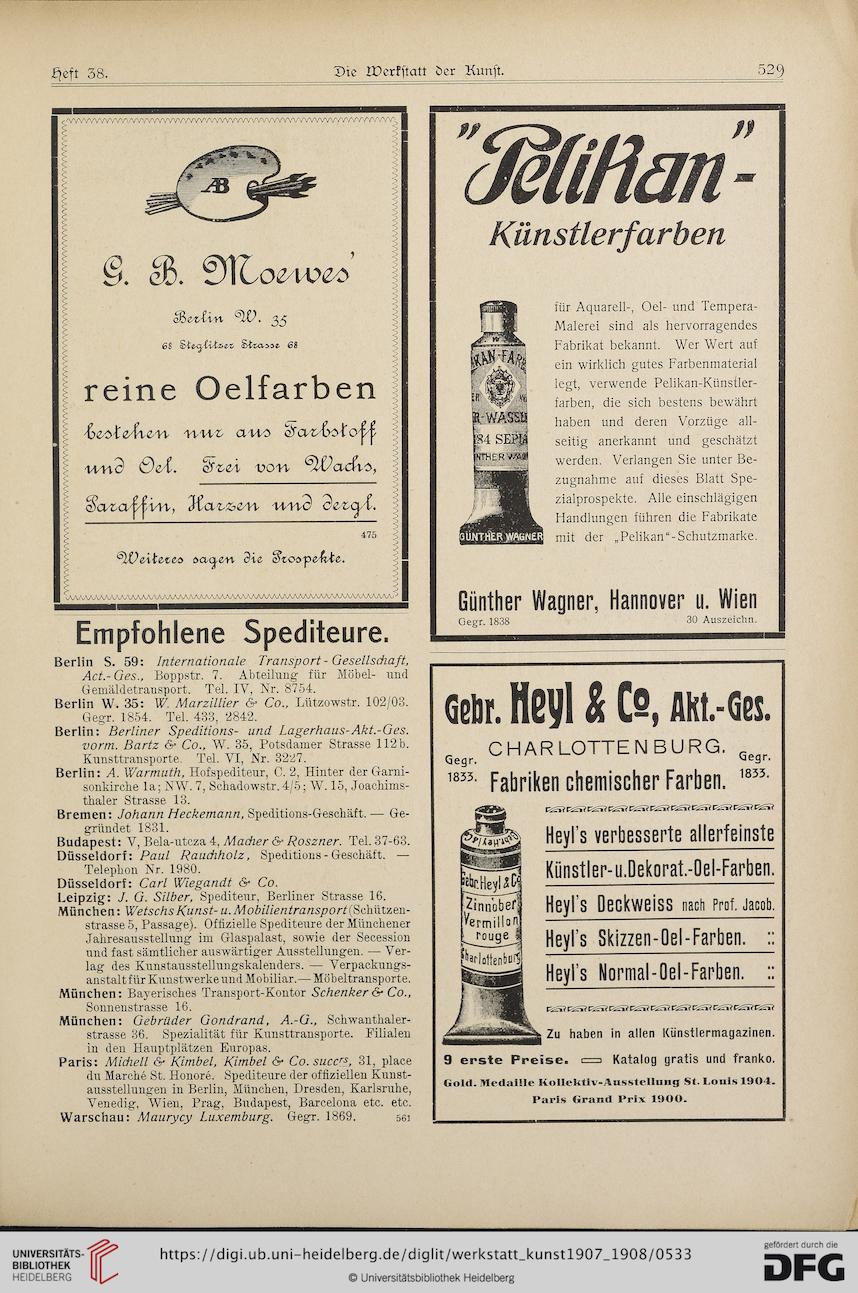 Heft 38.
Die Werkstatt der Kunst.
529
AB
G. B. Moewes
Berlin W. 35
68 Steglitzer Strasse 68
reine Oelfarben
bestehen nur aus Farbstoff
und Oel. Frei von Wachs,
Paraffin, Harzen und dergl.
475
Weiteres sagen die Prospekte.
Empfohlene Spediteure.
Berlin S. 59: Internationale Transport-Gesellschaft,
Act.-Ges., Boppstr. 7. Abteilung für Möbel- und
Gemäldetransport. Tel. IV, Nr. 8754.
Berlin W. 35: W. Marzillier & Co., Lützowstr. 102/03.
Gegr. 1854. Tel. 433, 2842.
Berlin: Berliner Speditions- und Lagerhaus-Akt.-Ges.
vorm. Bartz & Co., W. 35, Potsdamer Strasse 112b.
Kunsttransporte. Tel. VI, Nr. 3227.
Berlin: A. Warmuth, Hofspediteur, C. 2, Hinter der Garni-
sonkirche 1a; NW. 7, Schadowstr. 4/5; W. 15, Joachims-
thaler Strasse 13.
Bremen: Johann Heckemann, Speditions-Geschäft. — Ge-
gründet 1831.
Budapest: V, Bela-utcza 4, Macher & Roszner. Tel. 37-63.
Düsseldorf: Paul Rauchholz, Speditions-Geschäft. —
Telephon Nr. 1980.
Düsseldorf: Carl Wiegandt & Co.
Leipzig: J. G. Silber, Spediteur, Berliner Strasse 16.
München: Wetschs Kunst- u. Mobilientransport (Schützen-
strasse 5, Passage). Offizielle Spediteure der Münchener
Jahresausstellung im Glaspalast, sowie der Secession
und fast sämtlicher auswärtiger Ausstellungen. — Ver-
lag des Kunstausstellungskalenders. — Verpackungs-
anstalt für Kunstwerke und Mobiliar. — Möbeltransporte.
München: Bayerisches Transport-Kontor Schenker & Co.,
Sonnenstrasse 16.
München: Gebrüder Gondrand, A.-G., Schwanthaler-
strasse 36. Spezialität für Kunsttransporte. Filialen
in den Hauptplätzen Europas.
Paris: Michell & Kimbel, Kimbel & Co. succrs, 31, place
du Marché St. Honoré. Spediteure der offiziellen Kunst-
ausstellungen in Berlin, München, Dresden, Karlsruhe,
Venedig, Wien, Prag, Budapest, Barcelona etc. etc.
Warschau: Maurycy Luxemburg. Gegr. 1869.
561
"Pelikan"-
Künstlerfarben
für Aquarell-, Oel- und Tempera-
Malerei sind als hervorragendes
Fabrikat bekannt. Wer Wert auf
ein wirklich gutes Farbenmaterial
legt, verwende Pelikan-Künstler-
farben, die sich bestens bewährt
haben und deren Vorzüge all-
seitig anerkannt und geschätzt
werden. Verlangen Sie unter Be-
zugnahme auf dieses Blatt Spe-
zialprospekte. Alle einschlägigen
Handlungen führen die Fabrikate
mit der „Pelikan“-Schutzmarke.
KAN-FAR
R-WASSE
184 SEPIA
NTHER WAG
GÜNTHER WAGNER
Günther Wagner, Hannover u. Wien
Gegr. 1838
30 Auszeichn.
Gebr. Heyl & Co, Akt.-Ges.
CHARLOTTENBURG.
Gegr. 1833.
Fabriken chemischer Farben.
Gegr. 1833.
Gebr. Heyl & Co
Zinnober
Vermillon
rouge
Charlottenburg
Heyl's verbesserte allerfeinste
Künstler-u.Dekorat.-Oel-Farben.
Heyl's Deckweiss nach Prof. Jacob.
Heyl's Skizzen-Oel-Farben. ::
Heyl's Normal-Oel-Farben. ::
Zu haben in allen Künstlermagazinen.
9 erste Preise. Katalog gratis und franko.
Gold. Medaille Kollektiv-Ausstellung St. Louis 1904.
Paris Grand Prix 1900.
UNIVERSITÄTS-
BIBLIOTHEK
HEIDELBERG
https://digi.ub.uni-heidelberg.de/diglit/werkstatt_kunst1907_1908/0533
© Universitätsbibliothek Heidelberg
gefördert durch die
DFG